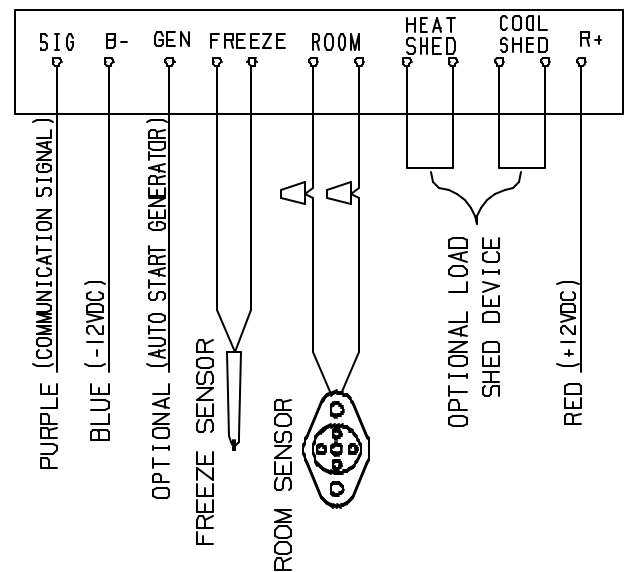 SIG B- GEN FREEZE ROOM HEAT SHED COOL SHED R+
PURPLE (COMMUNICATION SIGNAL)
BLUE (-12VDC)
OPTIONAL (AUTO START GENERATOR)
FREEZE SENSOR
ROOM SENSOR
OPTIONAL LOAD
SHED DEVICE
RED (+12VDC)